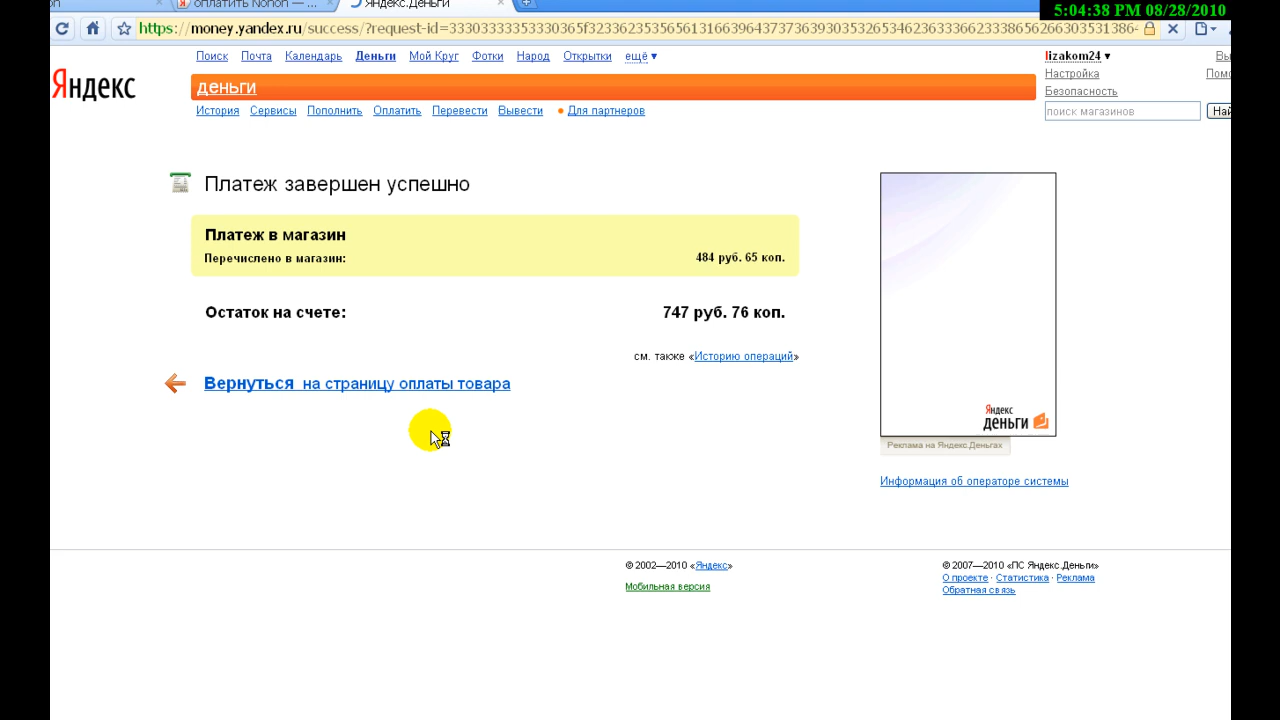 5:04:38 PM 08/28/2010
оплатить Nonoh — ...
Яндекс.Деньги
https://money.yandex.ru/success/?request-id=
Поиск Почта Календарь Деньги Мой Круг Фотки Народ Открытки ещё ▼
lizakom24 ▼
Настройка
Безопасность
Яндекс
деньги
История Сервисы Пополнить Оплатить Перевести Вывести • Для партнеров
поиск магазинов
Платеж завершен успешно
Платеж в магазин
Перечислено в магазин: 484 руб. 65 коп.
Остаток на счете: 747 руб. 76 коп.
см. также «Историю операций»
Вернуться на страницу оплаты товара
Яндекс
деньги
Реклама на Яндекс.Деньгах
Информация об операторе системы
© 2002—2010 «Яндекс»
Мобильная версия
© 2007—2010 «ПС Яндекс.Деньги»
О проекте · Статистика · Реклама
Обратная связь